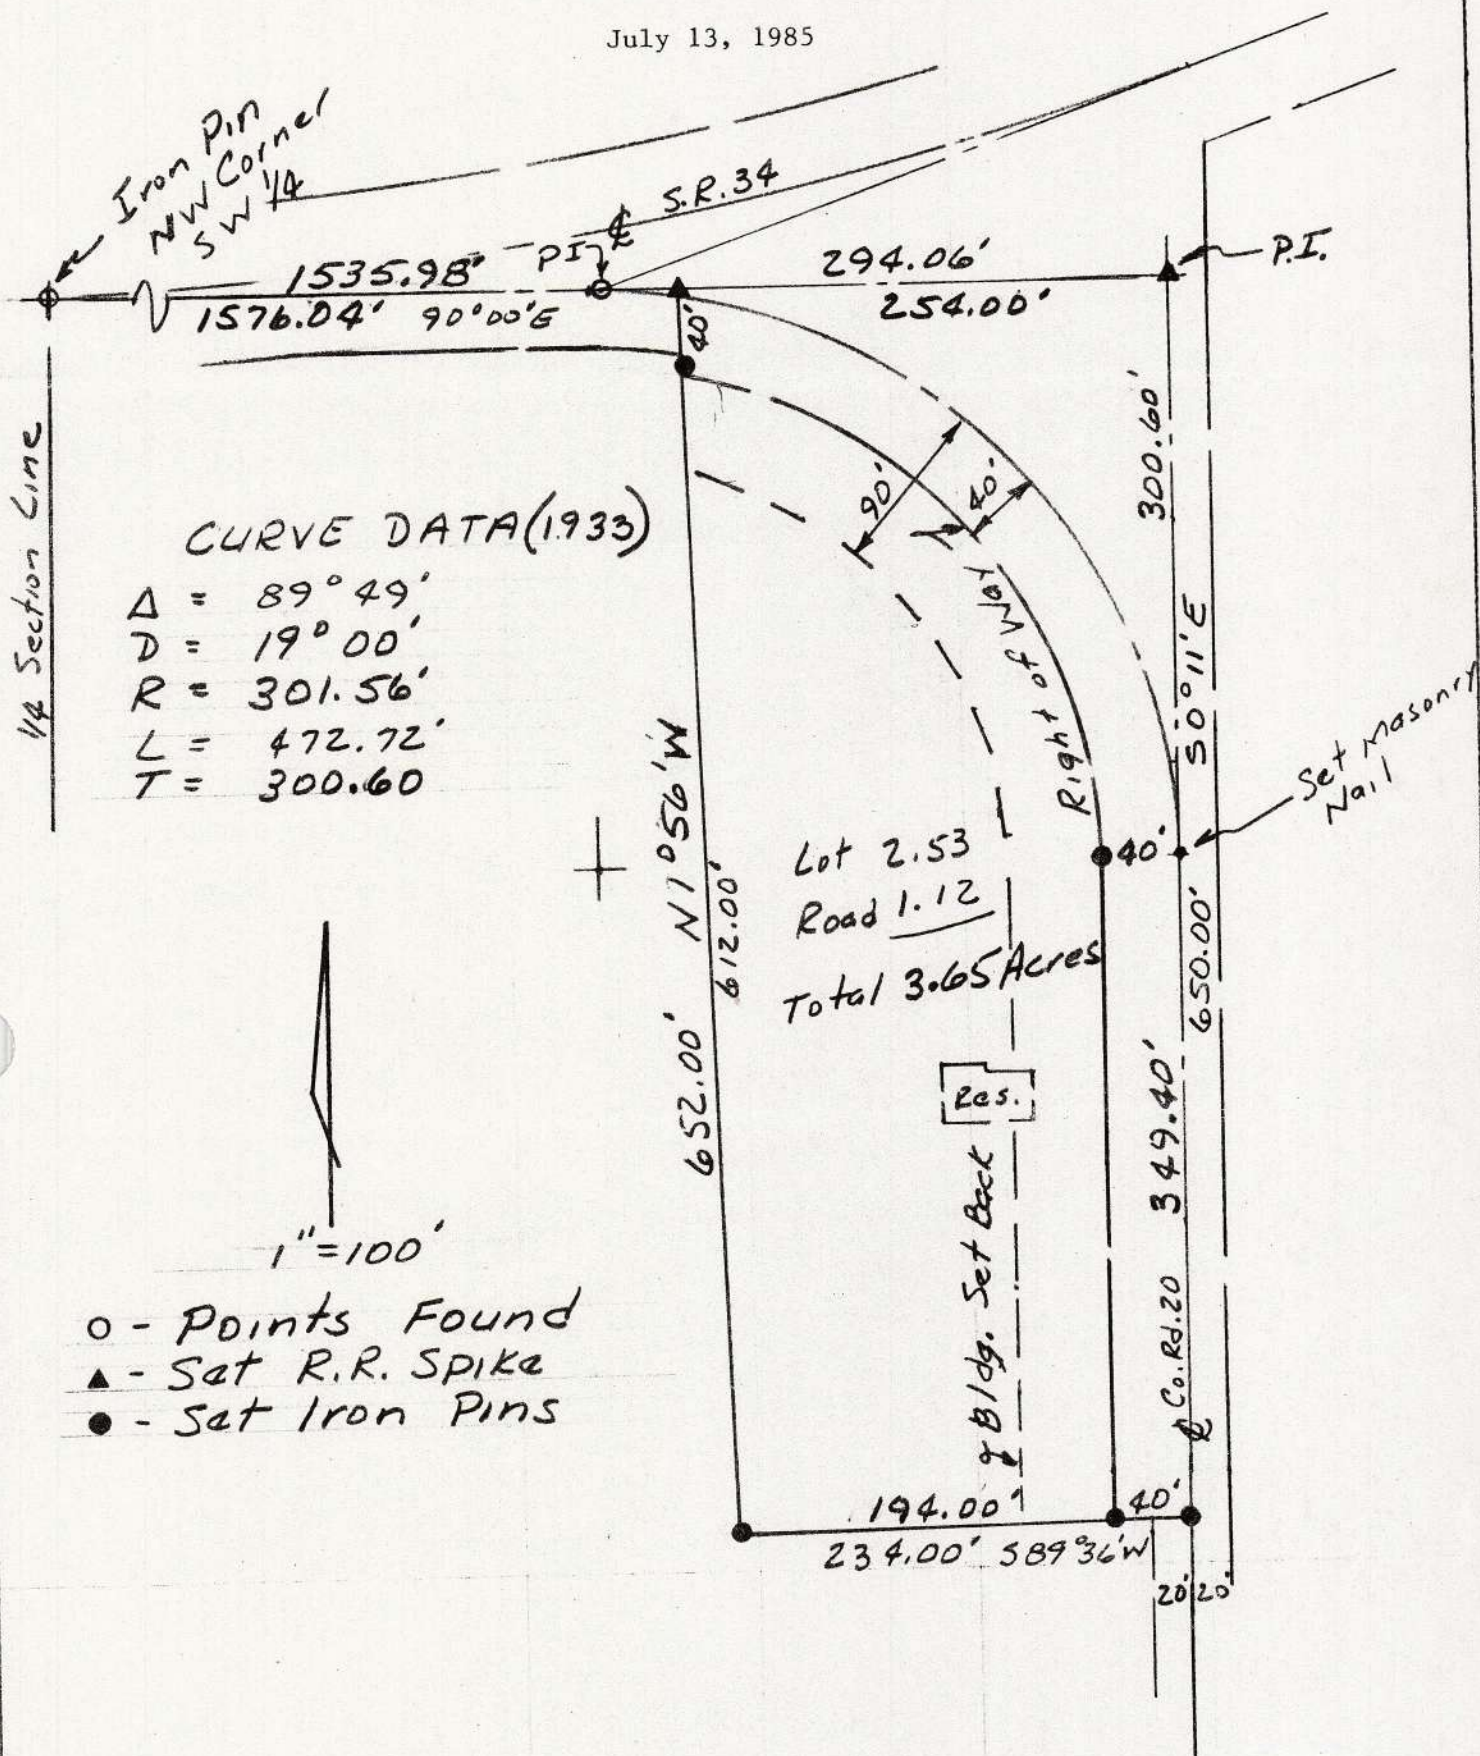 July 13, 1985
Iron Pin
NW Corner
SW 1/4
S.R. 34
℄
P.I.
1535.98'
1576.04' 90°00'E
294.06'
254.00'
P.I.
40'
300.60'
1/4 Section Line
CURVE DATA (1933)
Δ = 89°49'
D = 19°00'
R = 301.56'
L = 472.72'
T = 300.60
90'
40'
Right of Way
S0°11'E
Set Masonry
Nail
40'
N1°56'W
612.00'
652.00'
Lot 2.53
Road 1.12
Total 3.65 Acres
650.00'
349.40'
Res.
Bldg. Set Back
℄ Co. Rd. 20
1"=100'
o - Points Found
▲ - Set R.R. Spike
● - Set Iron Pins
194.00'
40'
234.00' S89°36'W
20' 20'